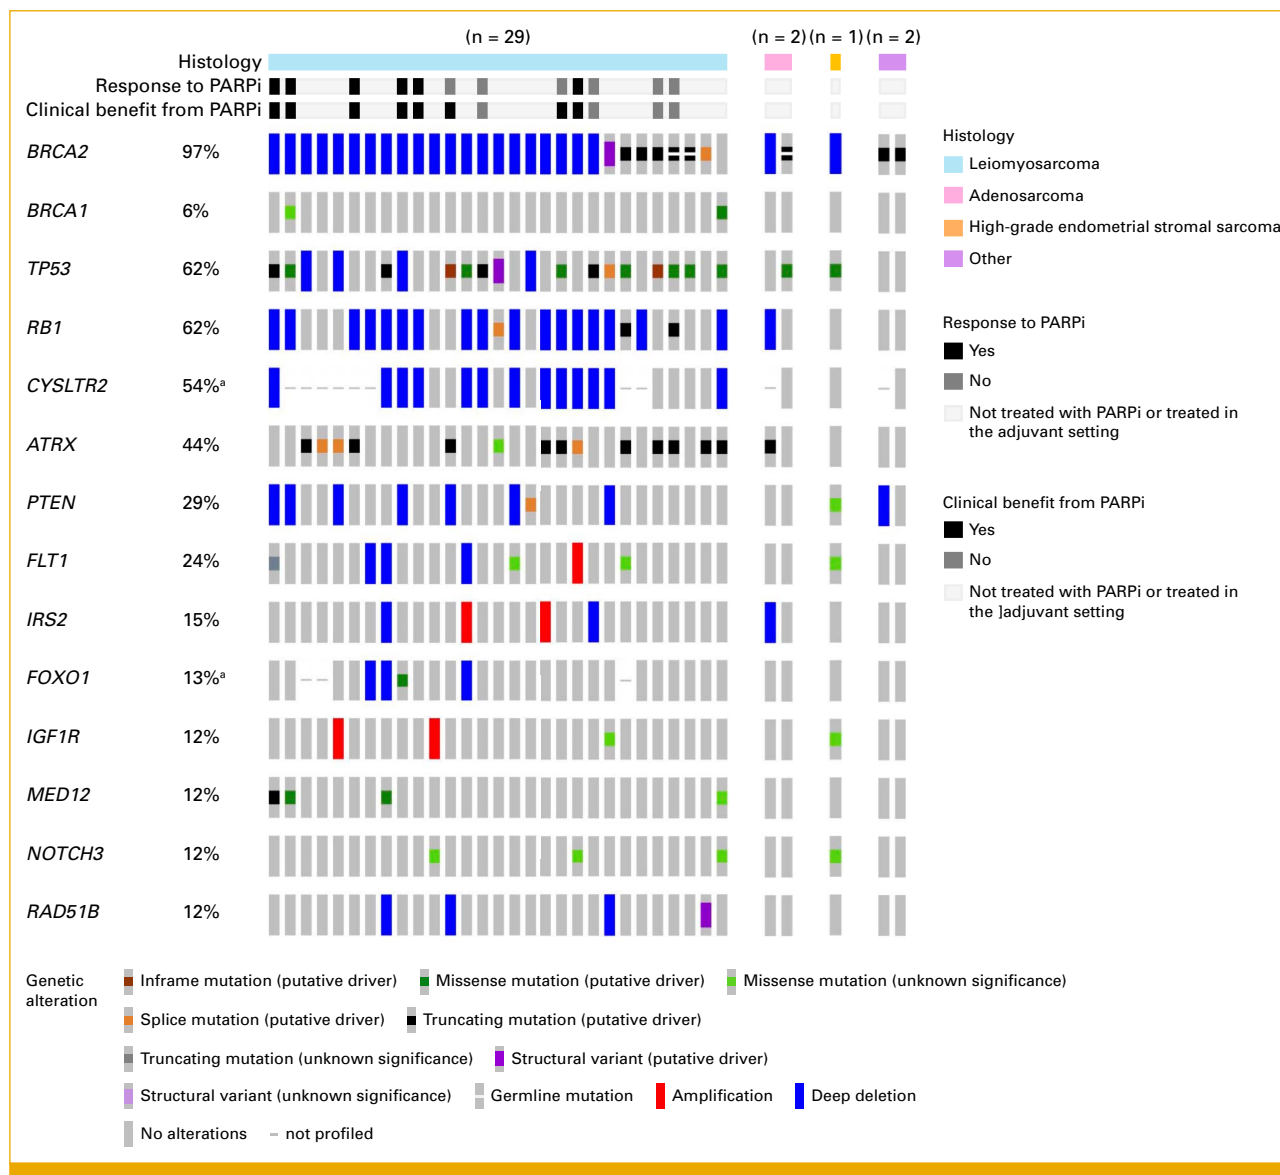 (n = 29) (n = 2) (n = 1) (n = 2)
Histology
Response to PARPi
Clinical benefit from PARPi
BRCA2 97%
BRCA1 6%
TP53 62%
RB1 62%
CYSLTR2 54%a
ATRX 44%
PTEN 29%
FLT1 24%
IRS2 15%
FOXO1 13%a
IGF1R 12%
MED12 12%
NOTCH3 12%
RAD51B 12%
Histology
Leiomyosarcoma
Adenosarcoma
High-grade endometrial stromal sarcoma
Other
Response to PARPi
Yes
No
Not treated with PARPi or treated in
the adjuvant setting
Clinical benefit from PARPi
Yes
No
Not treated with PARPi or treated in
the ]adjuvant setting
Genetic
alteration
Inframe mutation (putative driver) Missense mutation (putative driver) Missense mutation (unknown significance)
Splice mutation (putative driver) Truncating mutation (putative driver)
Truncating mutation (unknown significance) Structural variant (putative driver)
Structural variant (unknown significance) Germline mutation Amplification Deep deletion
No alterations – not profiled